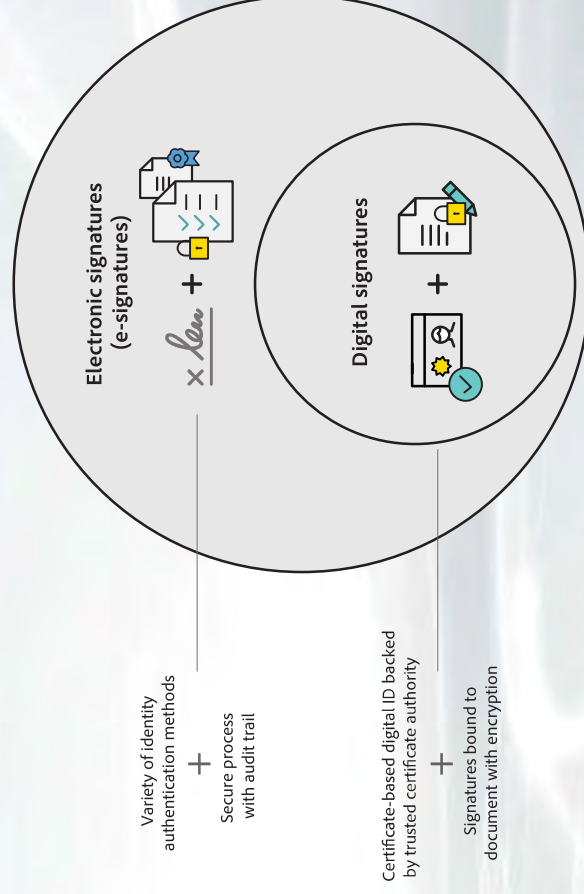 Electronic signatures
(e-signatures)
Variety of identity
authentication methods
+
Secure process
with audit trail
× +
Digital signatures
Certificate-based digital ID backed
by trusted certificate authority
+
Signatures bound to
document with encryption
+